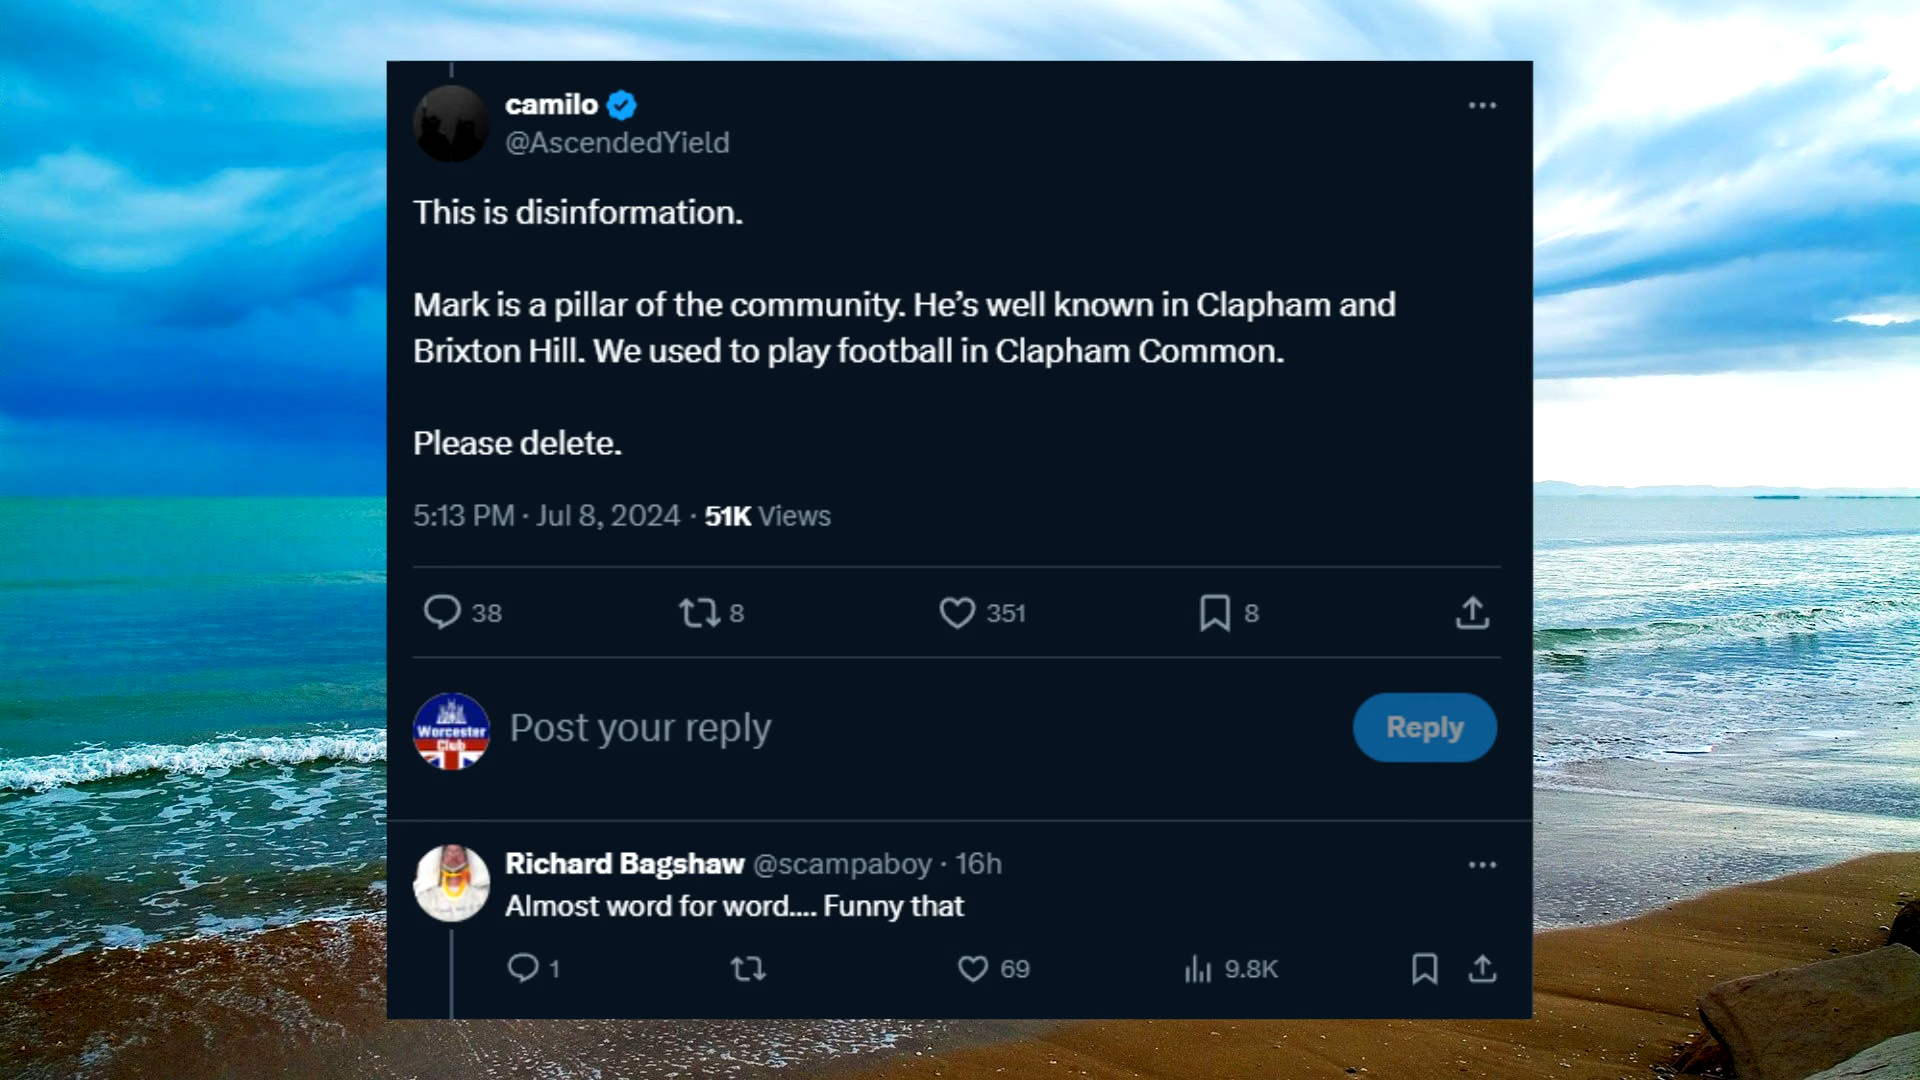 camilo
@AscendedYield
This is disinformation.
Mark is a pillar of the community. He’s well known in Clapham and
Brixton Hill. We used to play football in Clapham Common.
Please delete.
5:13 PM · Jul 8, 2024 · 51K Views
38 8 351 8
Worcester
Club
Post your reply
Reply
Richard Bagshaw @scampaboy · 16h
Almost word for word.... Funny that
1 69 9.8K